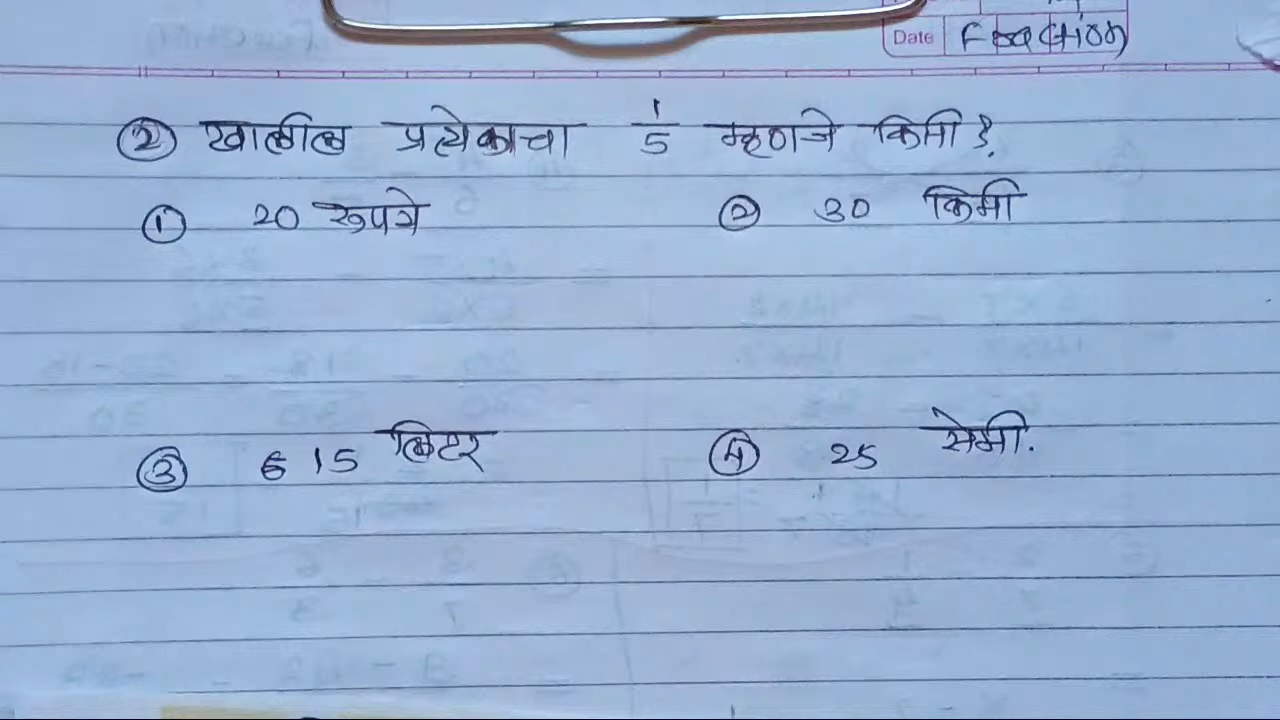 Date Fraction
② खालील प्रत्येकाचा 1/5 म्हणजे किमी ?
① 20 रुपये ② 30 किमी
③ 15 लिटर ④ 25 सेमी.